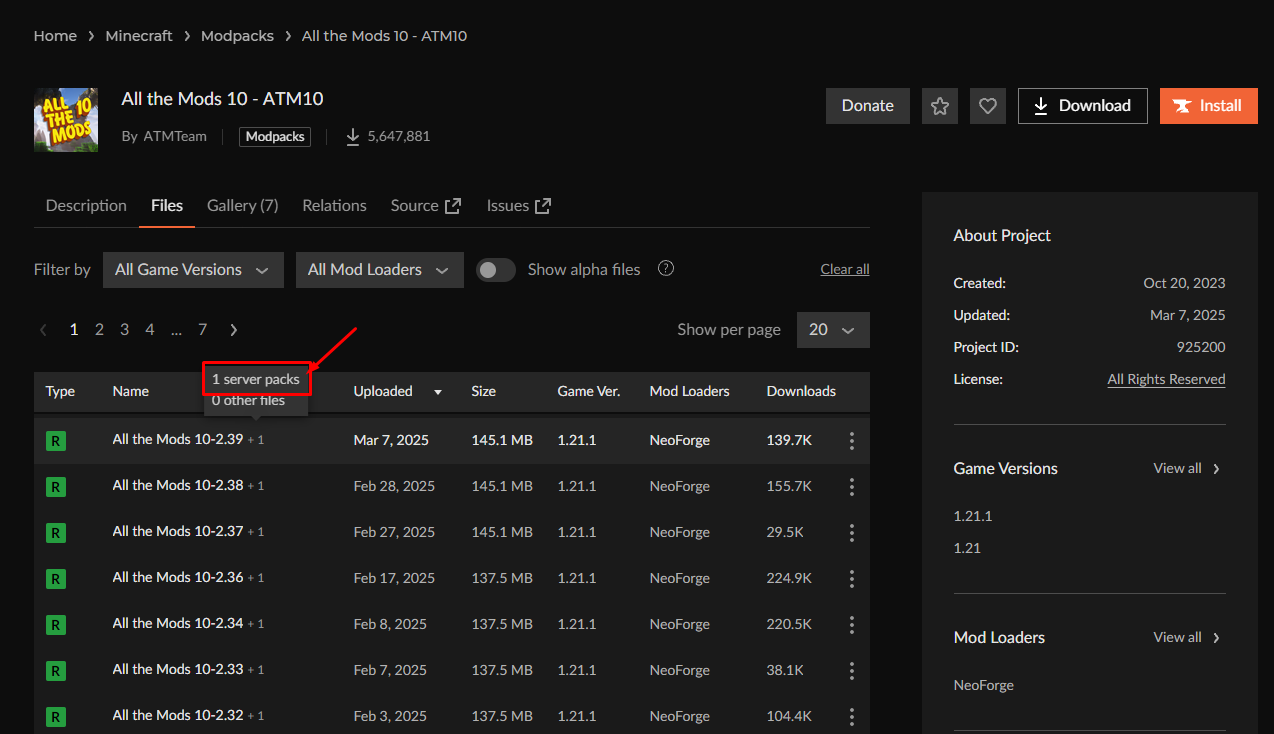 Home > Minecraft > Modpacks > All the Mods 10 - ATM10
ALL THE MODS 10
All the Mods 10 - ATM10
By ATMTeam Modpacks 5,647,881
Donate Download Install
Description Files Gallery (7) Relations Source Issues
Filter by All Game Versions All Mod Loaders Show alpha files ? Clear all
1 2 3 4 ... 7 Show per page 20
1 server packs
0 other files
Type Name Uploaded Size Game Ver. Mod Loaders Downloads
R All the Mods 10-2.39 + 1 Mar 7, 2025 145.1 MB 1.21.1 NeoForge 139.7K
R All the Mods 10-2.38 + 1 Feb 28, 2025 145.1 MB 1.21.1 NeoForge 155.7K
R All the Mods 10-2.37 + 1 Feb 27, 2025 145.1 MB 1.21.1 NeoForge 29.5K
R All the Mods 10-2.36 + 1 Feb 17, 2025 137.5 MB 1.21.1 NeoForge 224.9K
R All the Mods 10-2.34 + 1 Feb 8, 2025 137.5 MB 1.21.1 NeoForge 220.5K
R All the Mods 10-2.33 + 1 Feb 7, 2025 137.5 MB 1.21.1 NeoForge 38.1K
R All the Mods 10-2.32 + 1 Feb 3, 2025 137.5 MB 1.21.1 NeoForge 104.4K
About Project
Created: Oct 20, 2023
Updated: Mar 7, 2025
Project ID: 925200
License: All Rights Reserved
Game Versions View all >
1.21.1
1.21
Mod Loaders View all >
NeoForge